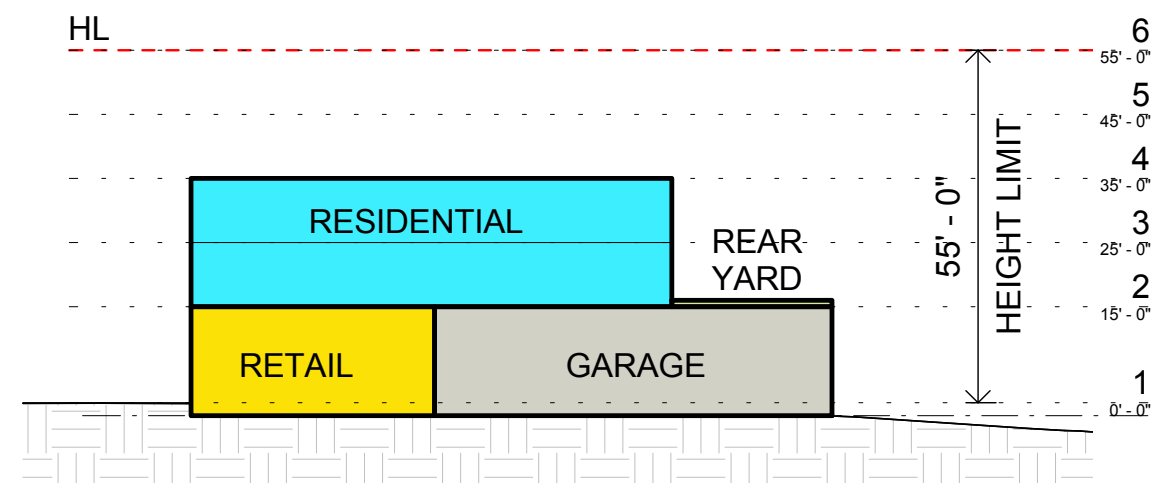 HL
6
55' - 0"
5
45' - 0"
4
35' - 0"
RESIDENTIAL
3
25' - 0"
REAR
YARD
2
15' - 0"
55' - 0"
HEIGHT LIMIT
RETAIL
GARAGE
1
0' - 0"